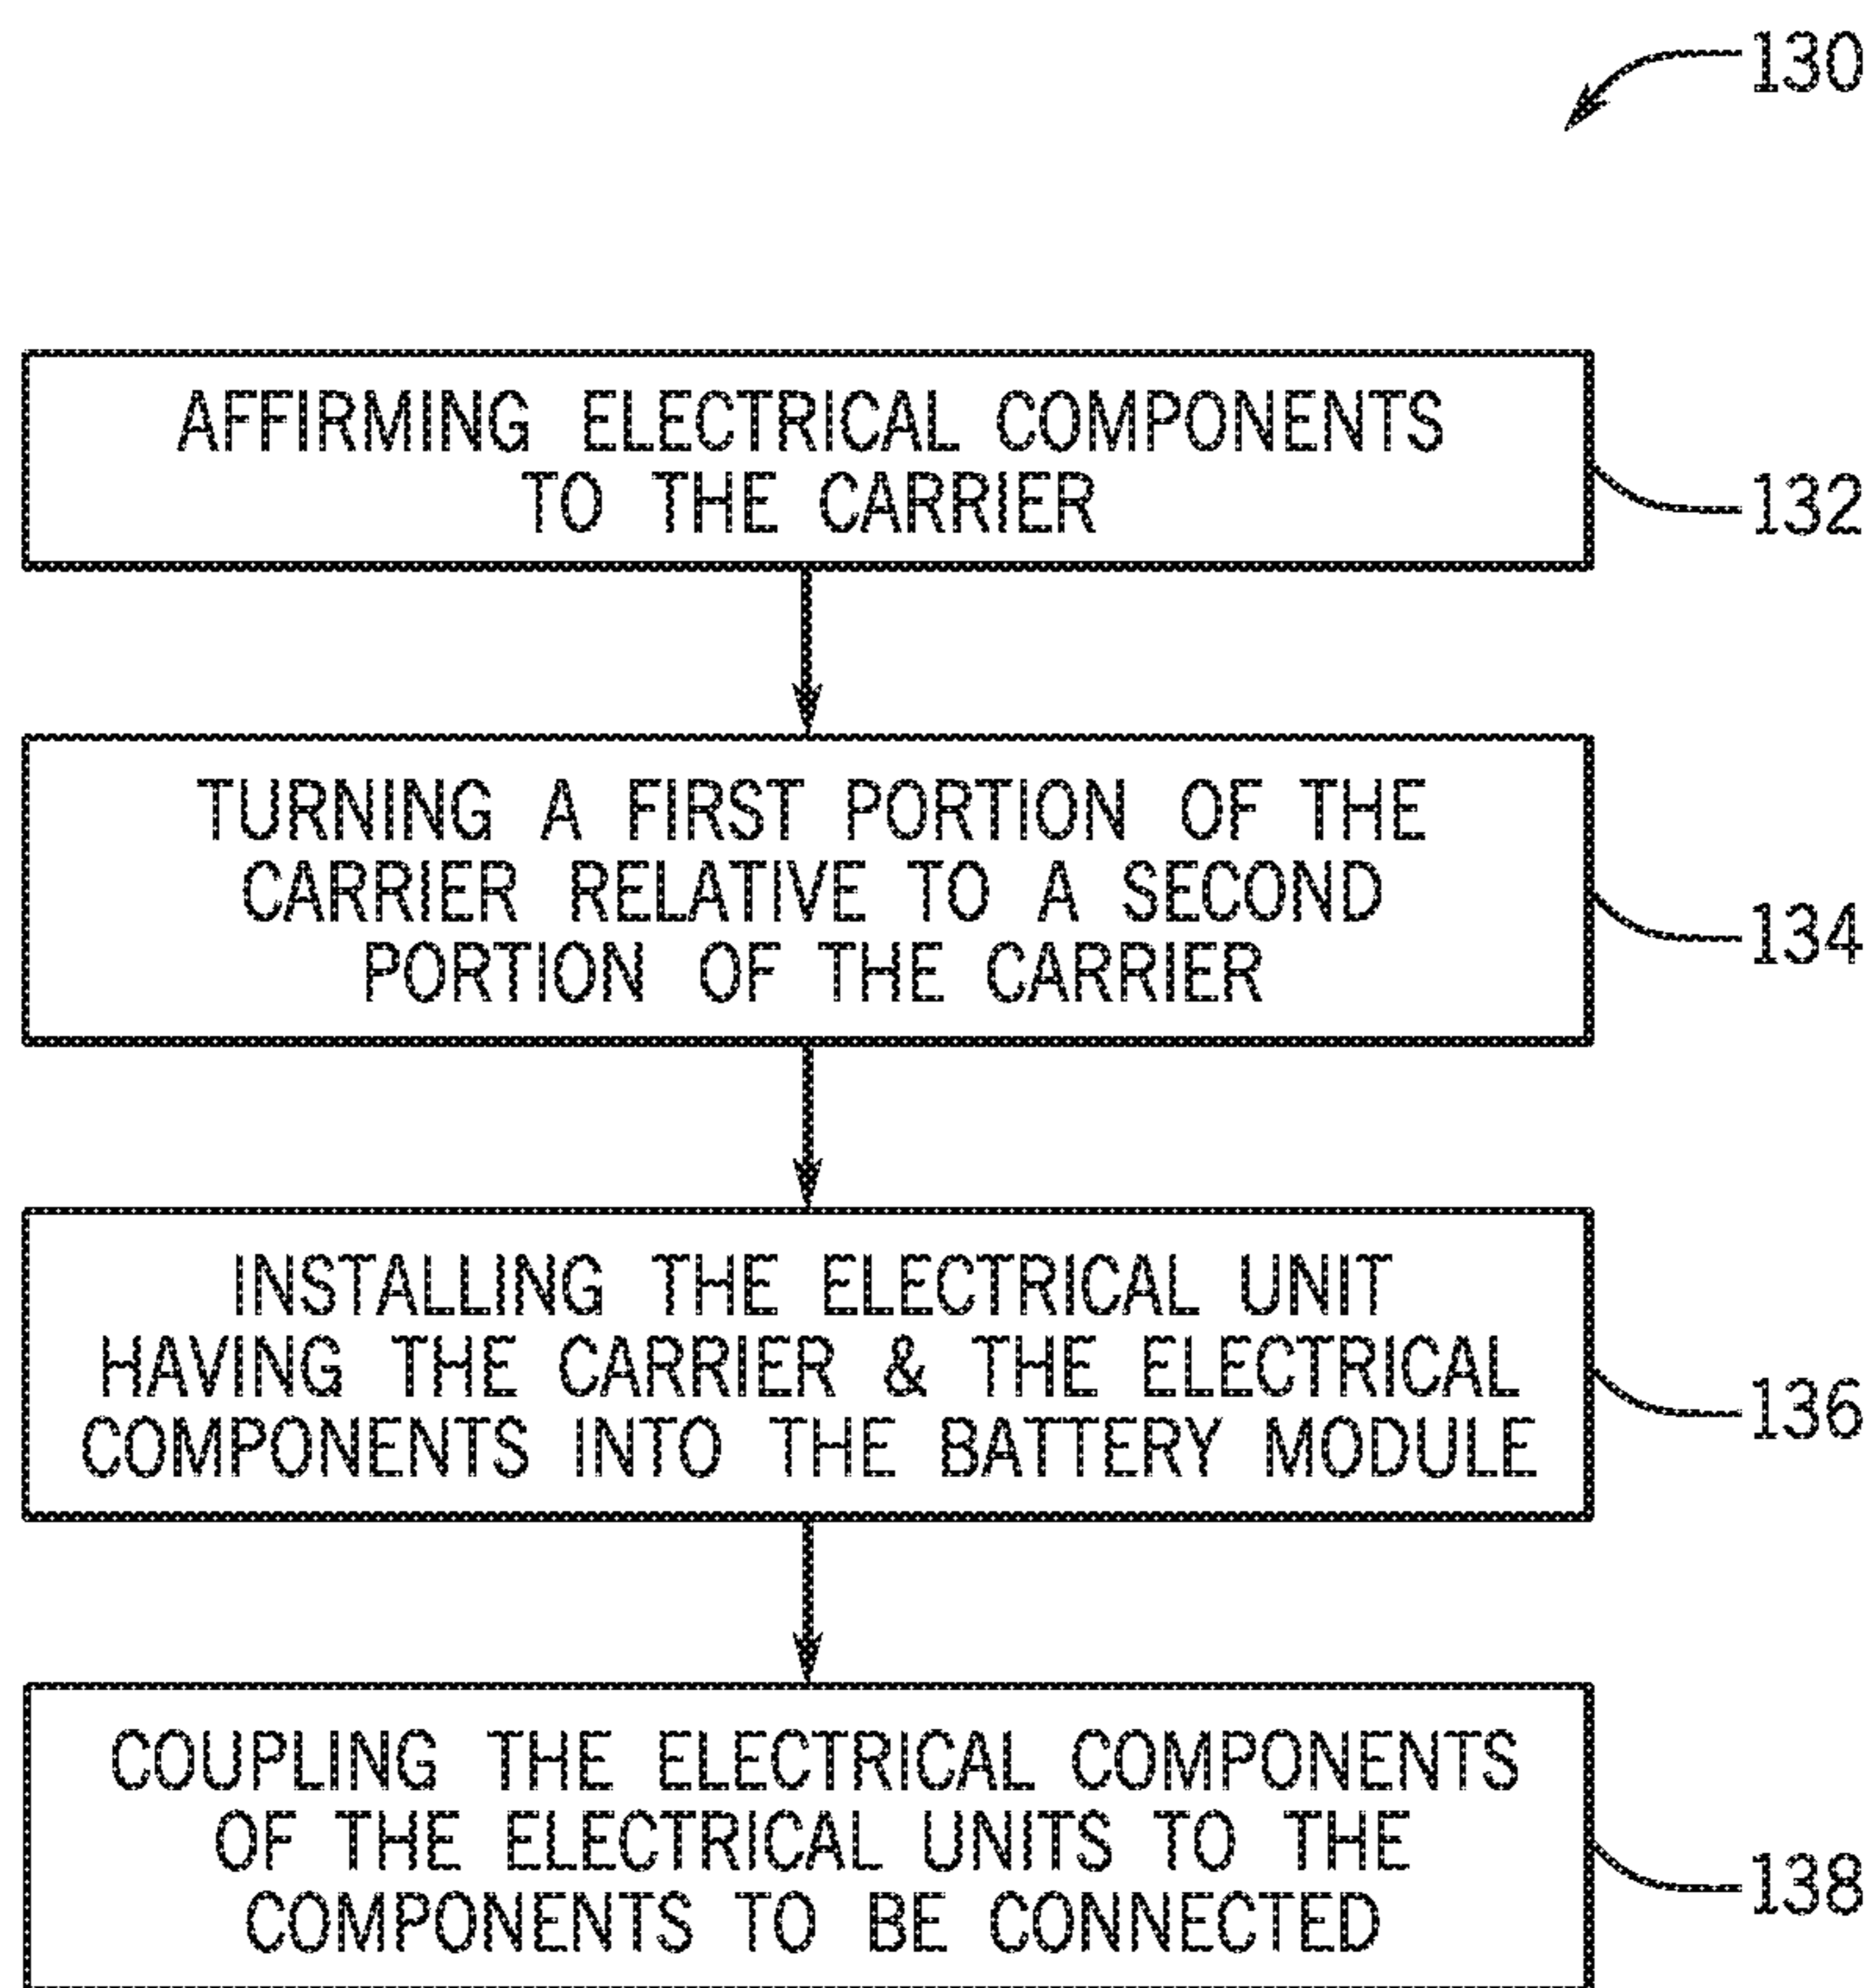 130
AFFIRMING ELECTRICAL COMPONENTS
TO THE CARRIER
132
TURNING A FIRST PORTION OF THE
CARRIER RELATIVE TO A SECOND
PORTION OF THE CARRIER
134
INSTALLING THE ELECTRICAL UNIT
HAVING THE CARRIER & THE ELECTRICAL
COMPONENTS INTO THE BATTERY MODULE
136
COUPLING THE ELECTRICAL COMPONENTS
OF THE ELECTRICAL UNITS TO THE
COMPONENTS TO BE CONNECTED
138